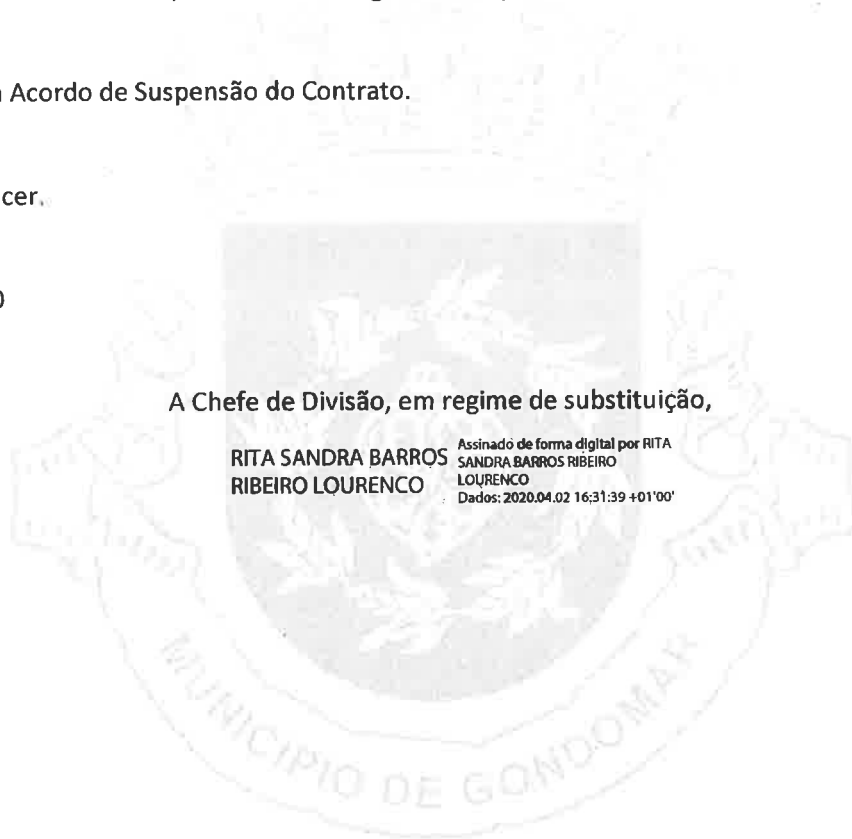 Acordo de Suspensão do Contrato.
cer.
A Chefe de Divisão, em regime de substituição,
RITA SANDRA BARROS
RIBEIRO LOURENCO
Assinado de forma digital por RITA
SANDRA BARROS RIBEIRO
LOURENCO
Dados: 2020.04.02 16:31:39 +01'00'
MUNICIPIO DE GONDOMAR